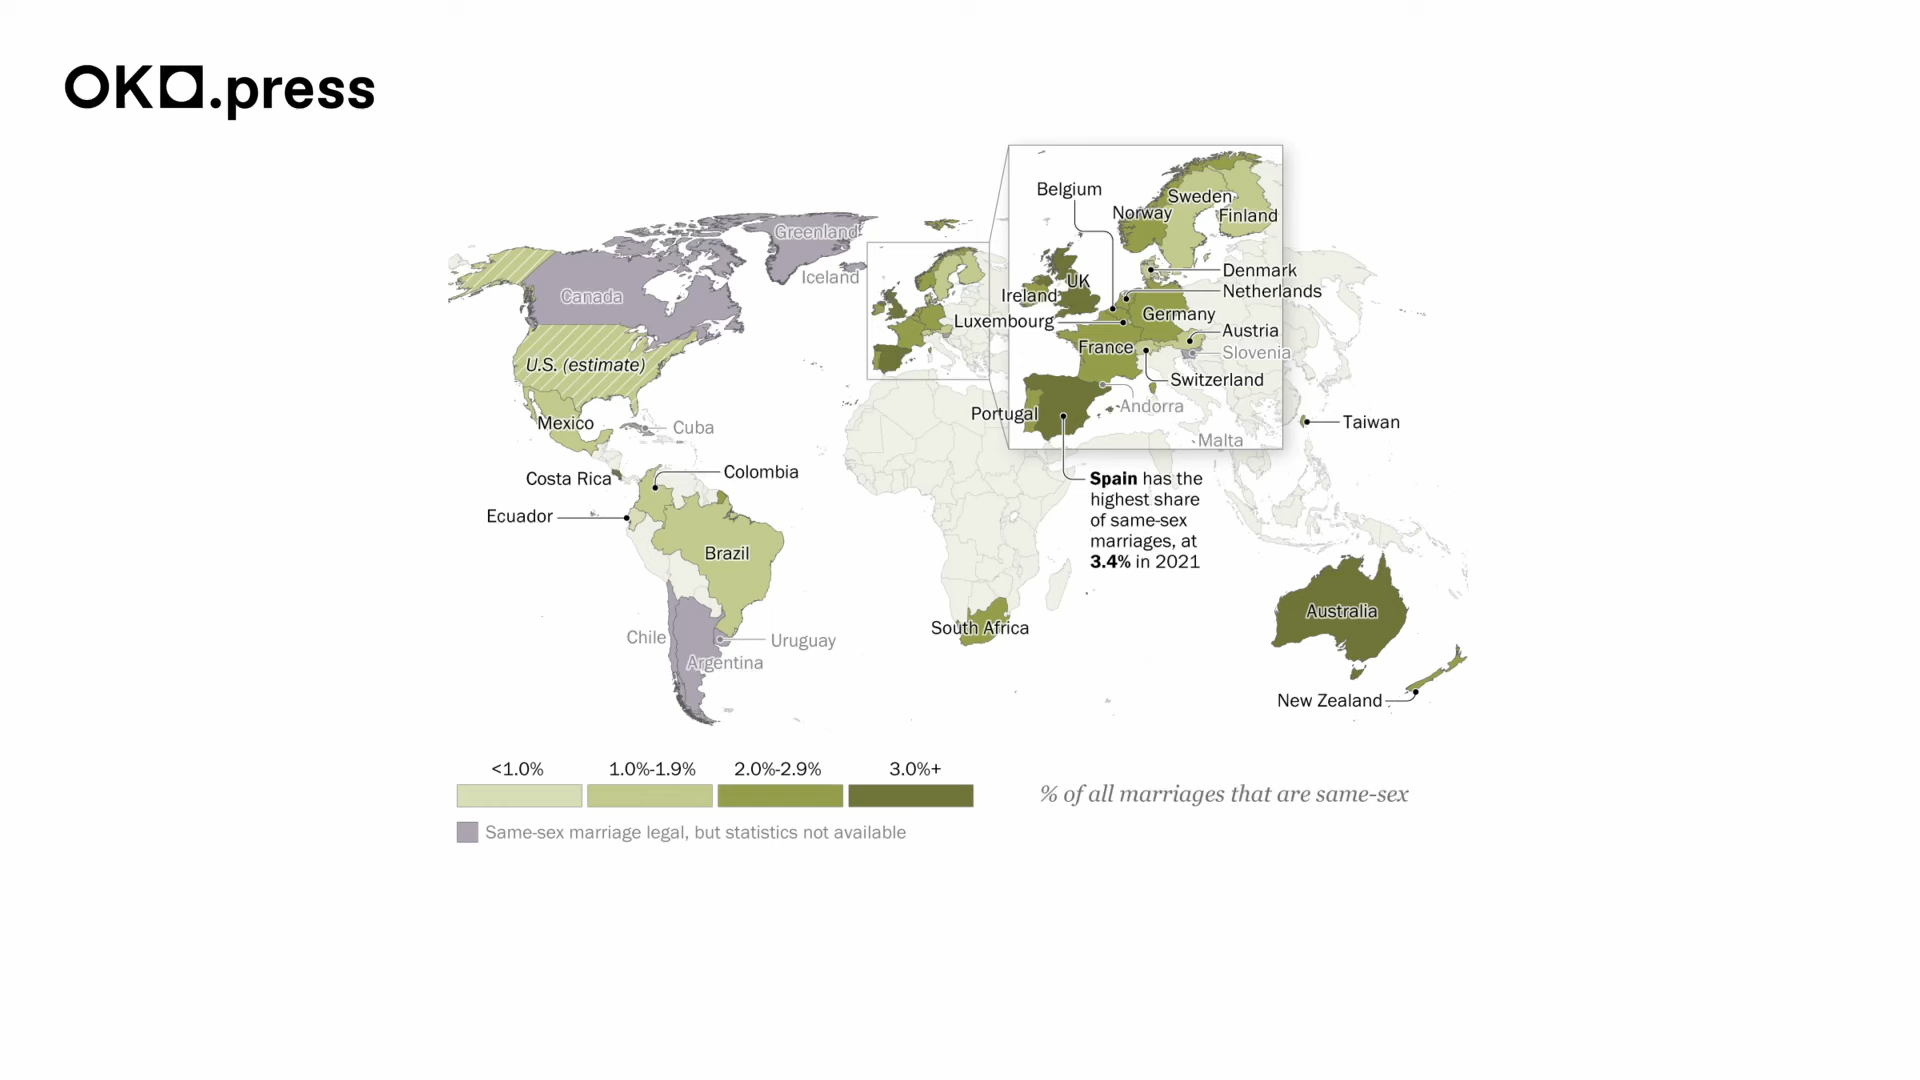 OKO.press
Belgium
Sweden
Norway
Finland
Greenland
Iceland
Denmark
UK
Netherlands
Ireland
Canada
Germany
Luxembourg
Austria
France
Slovenia
U.S. (estimate)
Switzerland
Andorra
Portugal
Mexico
Cuba
Taiwan
Malta
Costa Rica
Colombia
Spain has the
highest share
of same-sex
marriages, at
3.4% in 2021
Ecuador
Brazil
Australia
South Africa
Chile
Uruguay
Argentina
New Zealand
<1.0% 1.0%-1.9% 2.0%-2.9% 3.0%+
% of all marriages that are same-sex
Same-sex marriage legal, but statistics not available